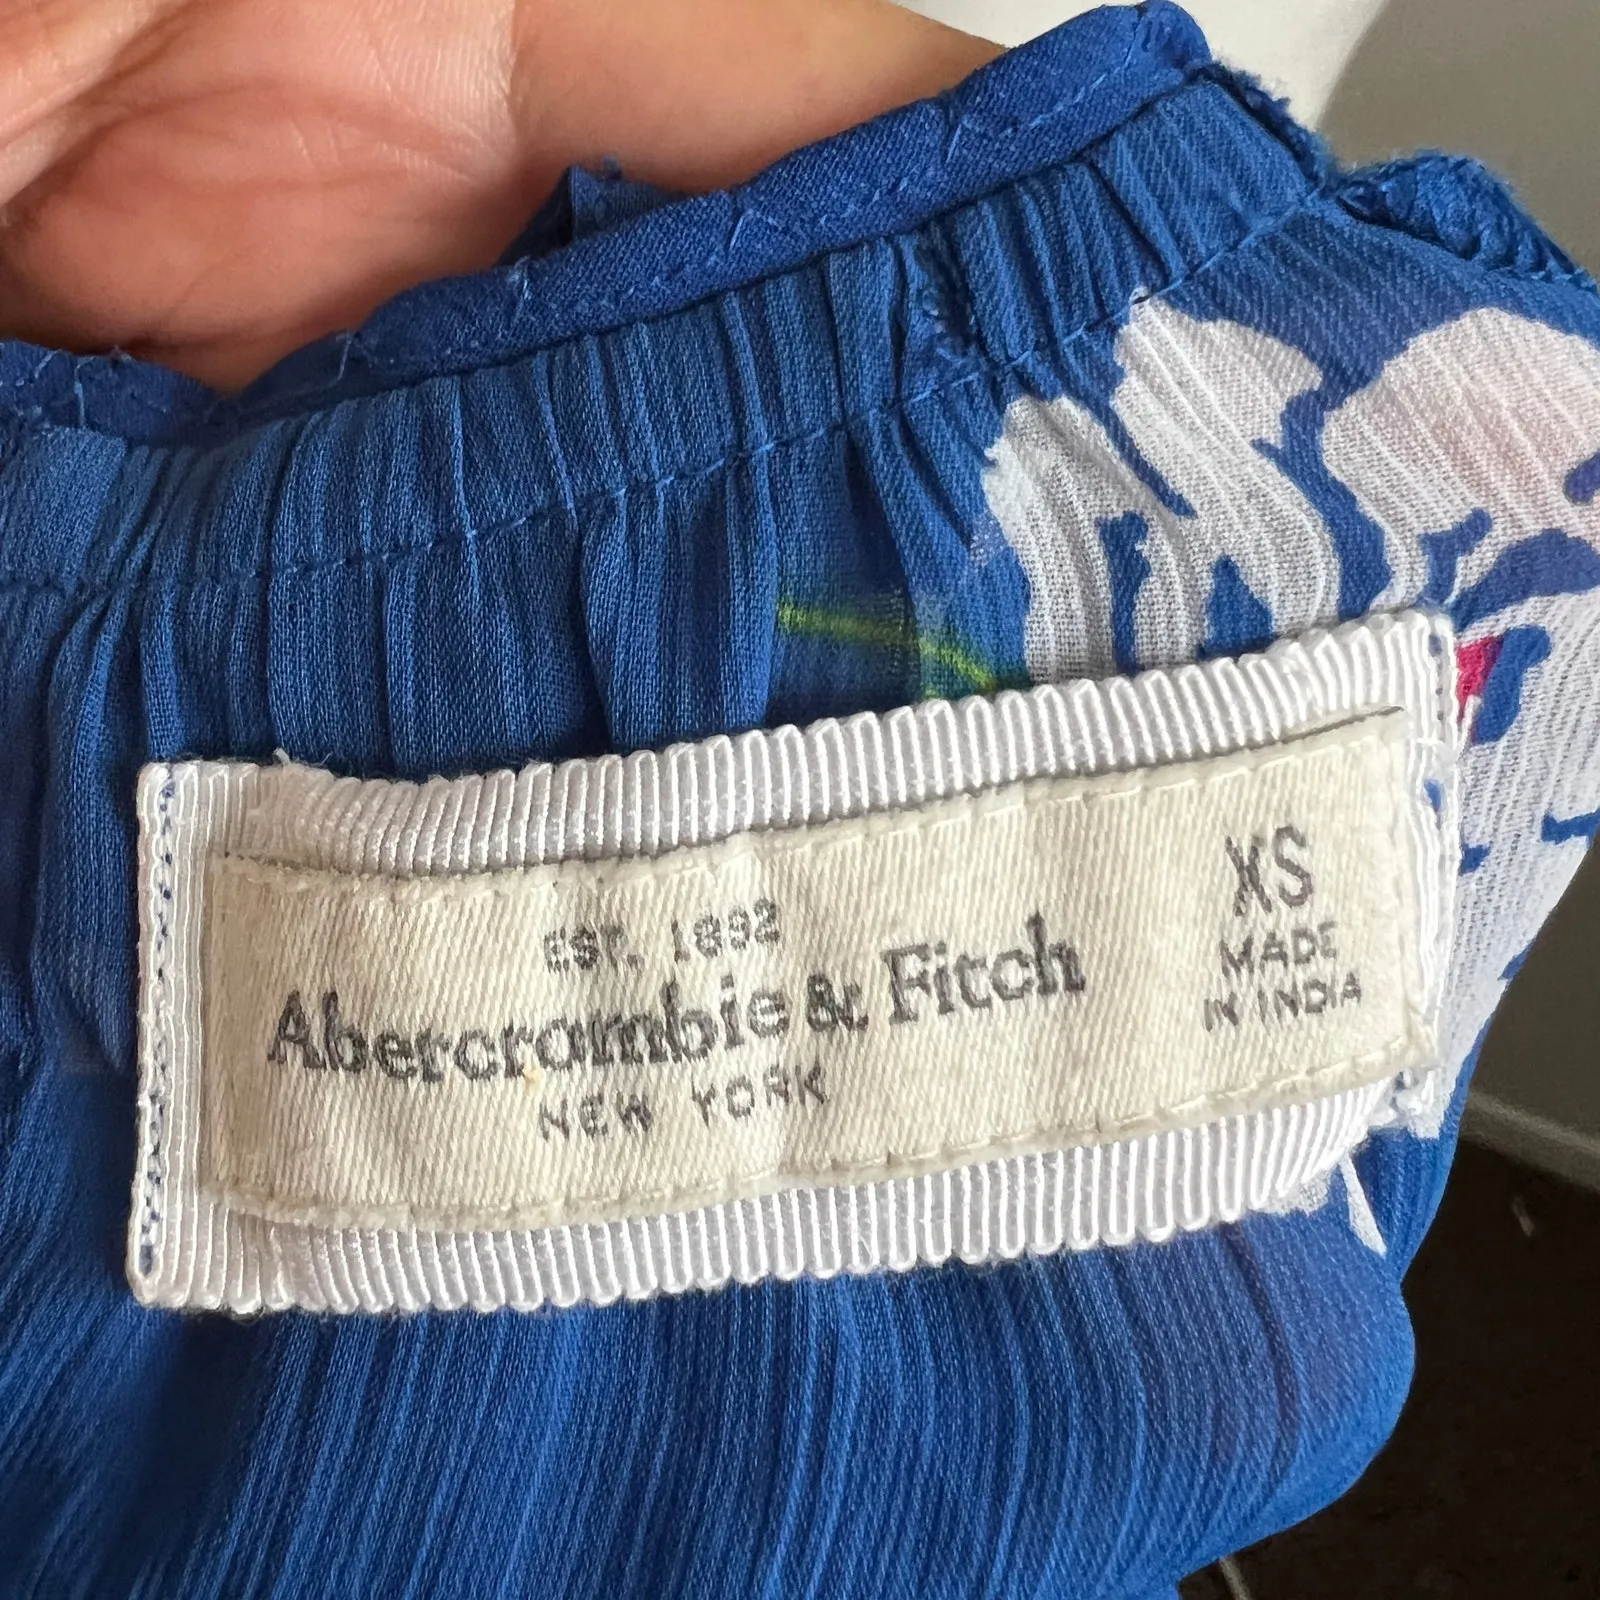 EST. 1892
Abercrombie & Fitch
NEW YORK
XS
MADE
IN INDIA